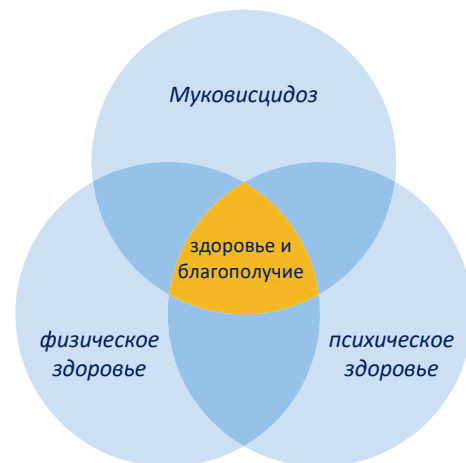 Муковисцидоз
здоровье и
благополучие
физическое
здоровье
психическое
здоровье